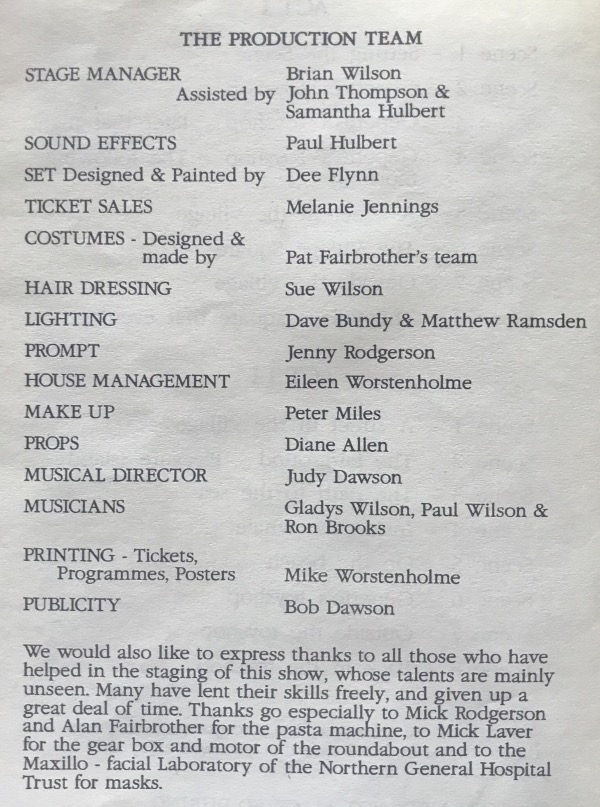 THE PRODUCTION TEAM
STAGE MANAGER Brian Wilson
Assisted by John Thompson &
Samantha Hulbert
SOUND EFFECTS Paul Hulbert
SET Designed & Painted by Dee Flynn
TICKET SALES Melanie Jennings
COSTUMES - Designed &
made by Pat Fairbrother's team
HAIR DRESSING Sue Wilson
LIGHTING Dave Bundy & Matthew Ramsden
PROMPT Jenny Rodgerson
HOUSE MANAGEMENT Eileen Worstenholme
MAKE UP Peter Miles
PROPS Diane Allen
MUSICAL DIRECTOR Judy Dawson
MUSICIANS Gladys Wilson, Paul Wilson &
Ron Brooks
PRINTING - Tickets,
Programmes, Posters Mike Worstenholme
PUBLICITY Bob Dawson
We would also like to express thanks to all those who have
helped in the staging of this show, whose talents are mainly
unseen. Many have lent their skills freely, and given up a
great deal of time. Thanks go especially to Mick Rodgerson
and Alan Fairbrother for the pasta machine, to Mick Laver
for the gear box and motor of the roundabout and to the
Maxillo - facial Laboratory of the Northern General Hospital
Trust for masks.